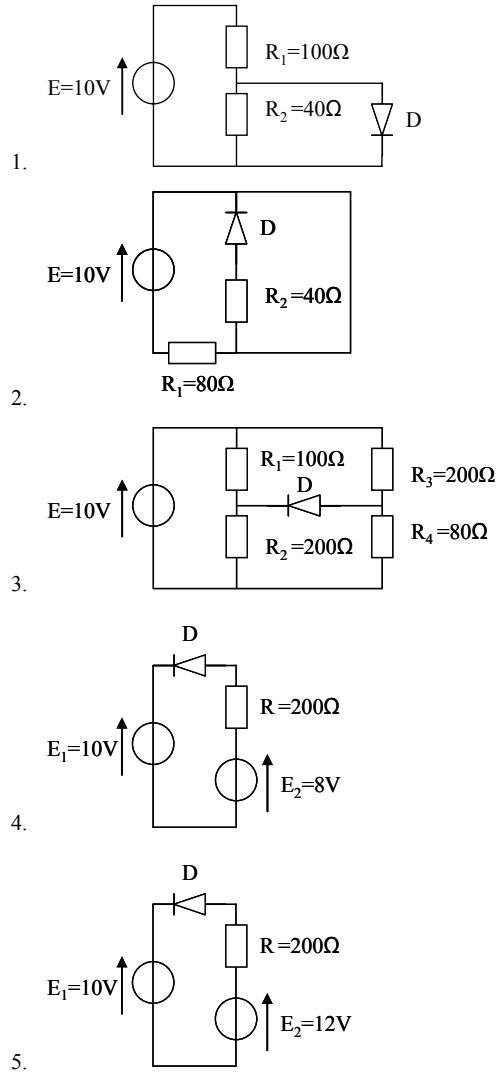 R₁=100Ω
E=10V
R₂=40Ω
D
1.
D
E=10V
R₂=40Ω
R₁=80Ω
2.
R₁=100Ω
D
R₃=200Ω
E=10V
R₂=200Ω
R₄=80Ω
3.
D
R=200Ω
E₁=10V
E₂=8V
4.
D
R=200Ω
E₁=10V
E₂=12V
5.